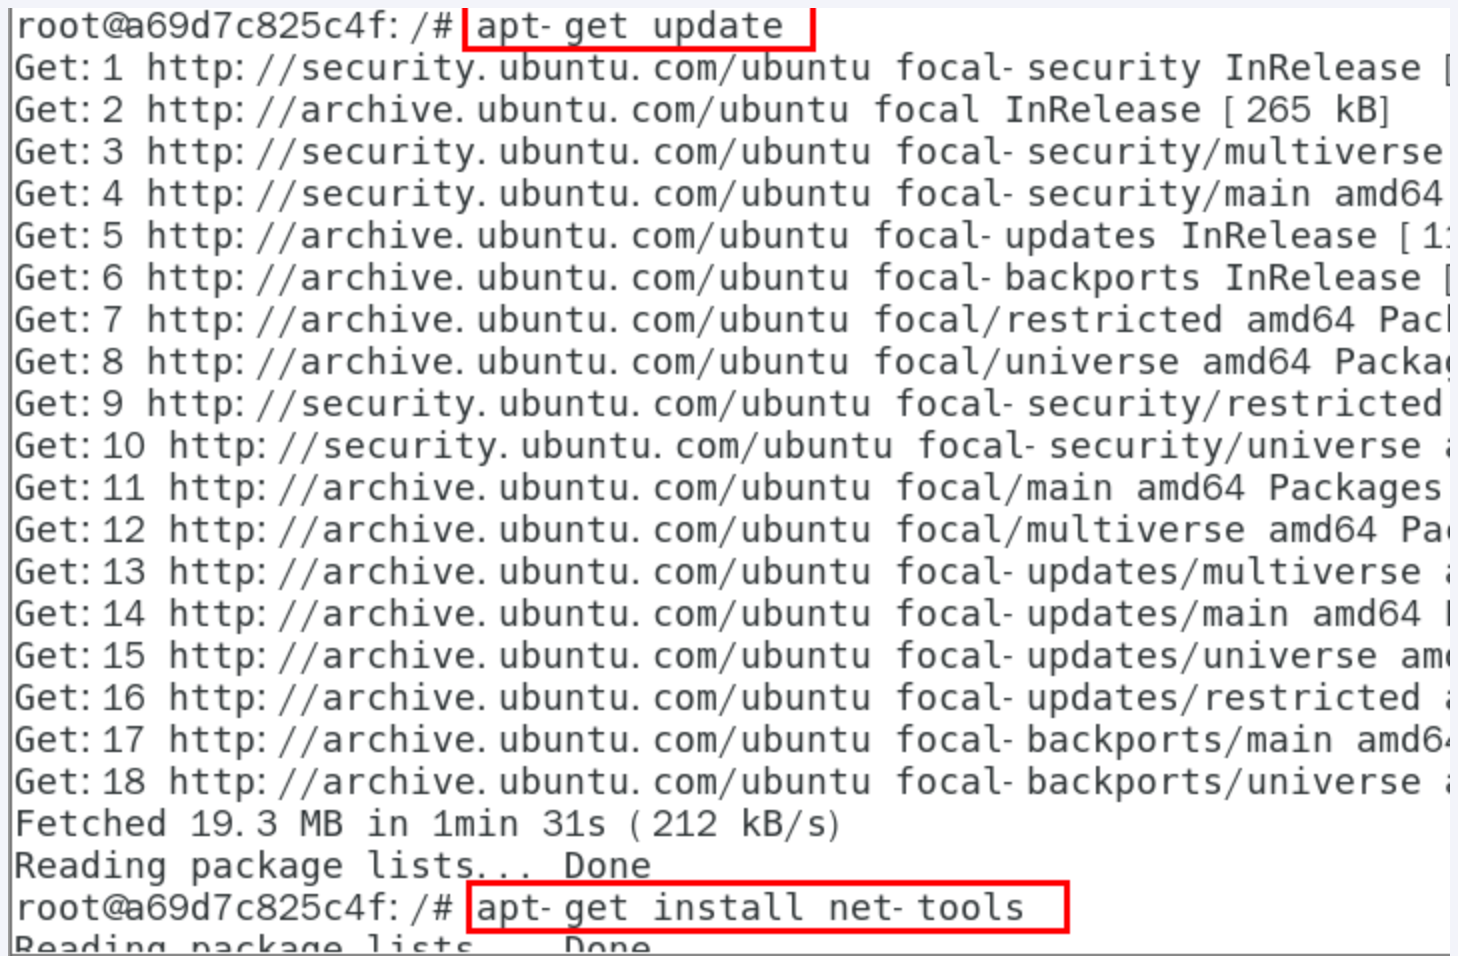 root@a69d7c825c4f:/# apt-get update
Get:1 http://security.ubuntu.com/ubuntu focal-security InRelease [
Get:2 http://archive.ubuntu.com/ubuntu focal InRelease [265 kB]
Get:3 http://security.ubuntu.com/ubuntu focal-security/multiverse
Get:4 http://security.ubuntu.com/ubuntu focal-security/main amd64
Get:5 http://archive.ubuntu.com/ubuntu focal-updates InRelease [1
Get:6 http://archive.ubuntu.com/ubuntu focal-backports InRelease [
Get:7 http://archive.ubuntu.com/ubuntu focal/restricted amd64
Get:8 http://archive.ubuntu.com/ubuntu focal/universe amd64
Get:9 http://security.ubuntu.com/ubuntu focal-security/restricted
Get:10 http://security.ubuntu.com/ubuntu focal-security/universe
Get:11 http://archive.ubuntu.com/ubuntu focal/main amd64 Packages
Get:12 http://archive.ubuntu.com/ubuntu focal/multiverse amd64
Get:13 http://archive.ubuntu.com/ubuntu focal-updates/multiverse
Get:14 http://archive.ubuntu.com/ubuntu focal-updates/main amd64
Get:15 http://archive.ubuntu.com/ubuntu focal-updates/universe
Get:16 http://archive.ubuntu.com/ubuntu focal-updates/restricted
Get:17 http://archive.ubuntu.com/ubuntu focal-backports/main
Get:18 http://archive.ubuntu.com/ubuntu focal-backports/universe
Fetched 19.3 MB in 1min 31s (212 kB/s)
Reading package lists... Done
root@a69d7c825c4f:/# apt-get install net-tools
Reading package lists... Done